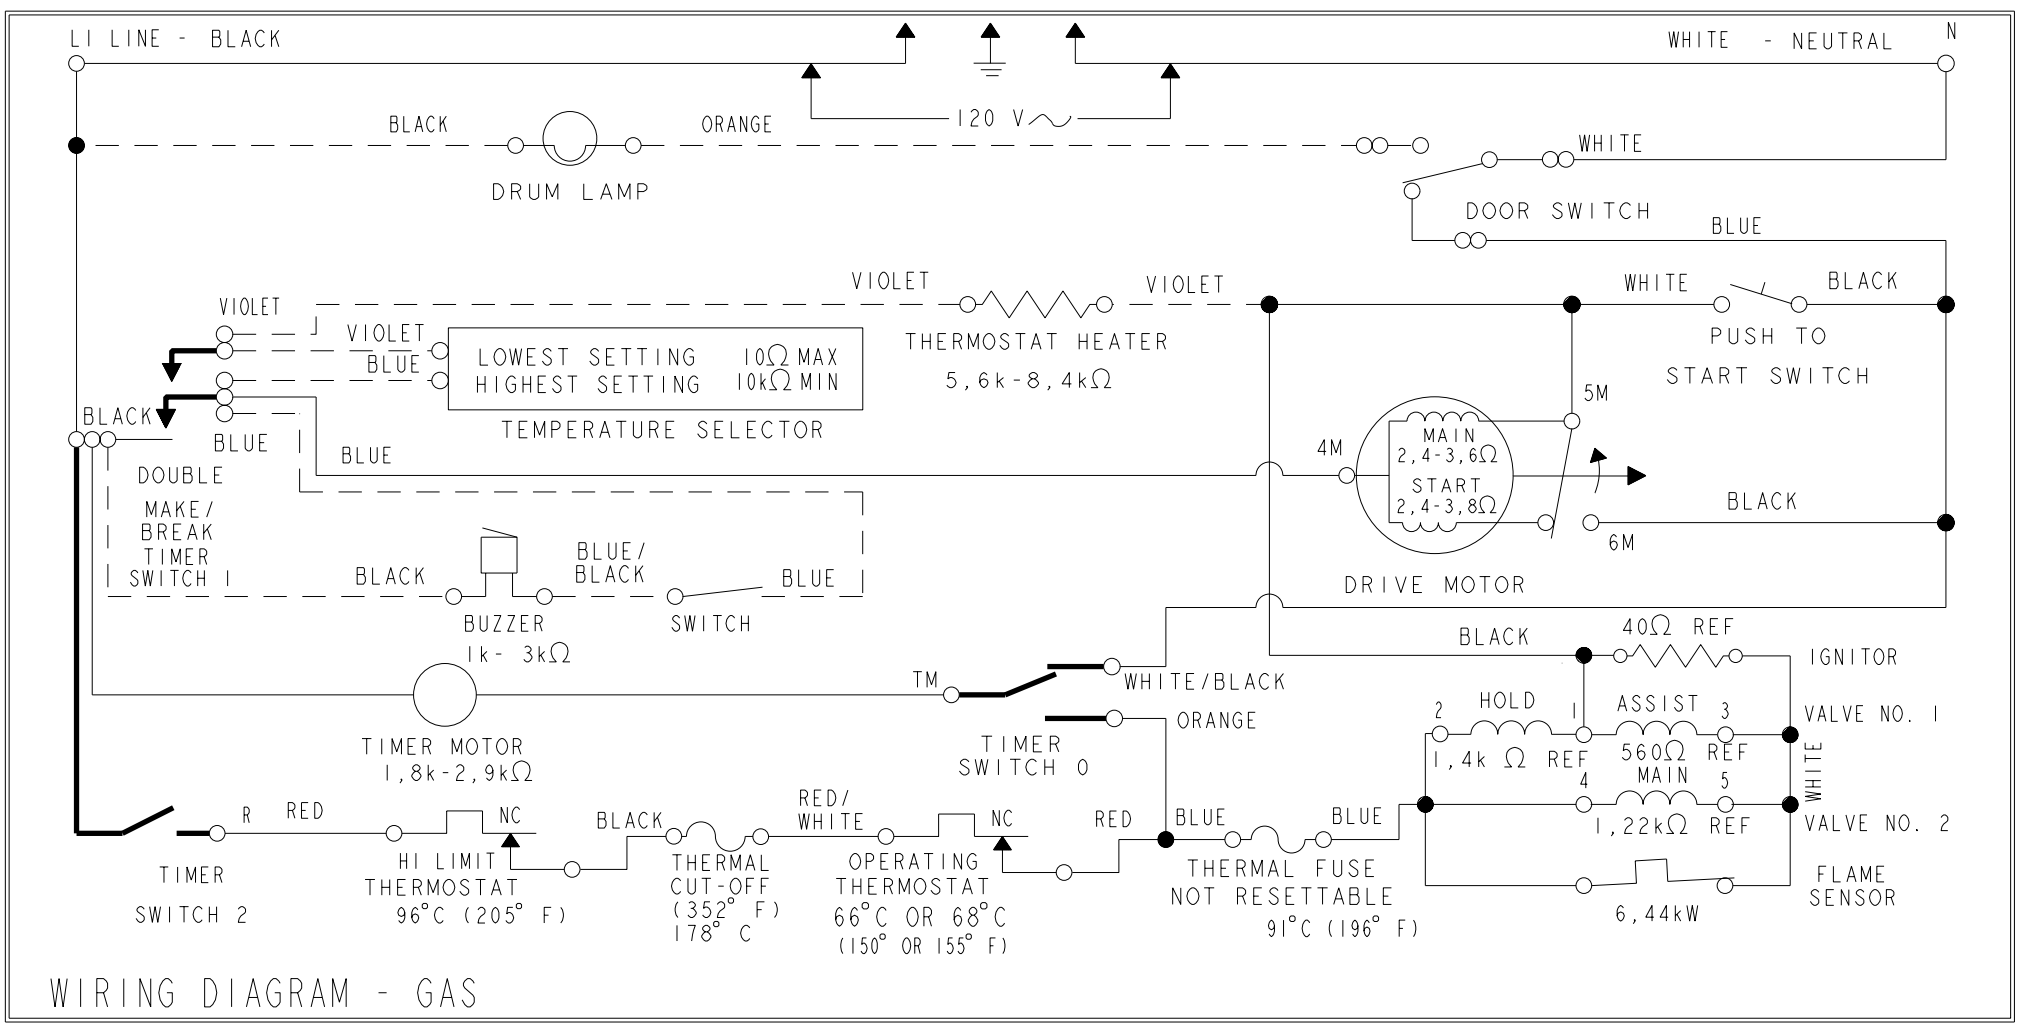 LI LINE - BLACK
WHITE - NEUTRAL
N
120 V
BLACK
ORANGE
WHITE
DRUM LAMP
DOOR SWITCH
BLUE
VIOLET
VIOLET
VIOLET
WHITE
BLACK
VIOLET
BLUE
LOWEST SETTING 10Ω MAX
HIGHEST SETTING 10kΩ MIN
TEMPERATURE SELECTOR
THERMOSTAT HEATER
5,6k-8,4kΩ
PUSH TO
START SWITCH
BLACK
BLUE
BLUE
DOUBLE
MAKE/
BREAK
TIMER
SWITCH 1
4M
5M
6M
MAIN
2,4-3,6Ω
START
2,4-3,8Ω
BLACK
DRIVE MOTOR
BLACK
BLUE/
BLACK
BLUE
BUZZER
1k- 3kΩ
SWITCH
TM
WHITE/BLACK
ORANGE
TIMER MOTOR
1,8k-2,9kΩ
TIMER
SWITCH 0
BLACK
40Ω REF
IGNITOR
2
HOLD
1
ASSIST
3
VALVE NO. 1
1,4k Ω REF
560Ω REF
WHITE
4
MAIN
5
1,22kΩ REF
VALVE NO. 2
FLAME
SENSOR
6,44kW
R
RED
NC
BLACK
RED/
WHITE
NC
RED
BLUE
BLUE
TIMER
SWITCH 2
HI LIMIT
THERMOSTAT
96°C (205° F)
THERMAL
CUT-OFF
(352° F)
178° C
OPERATING
THERMOSTAT
66°C OR 68°C
(150° OR 155° F)
THERMAL FUSE
NOT RESETTABLE
91°C (196° F)
WIRING DIAGRAM - GAS